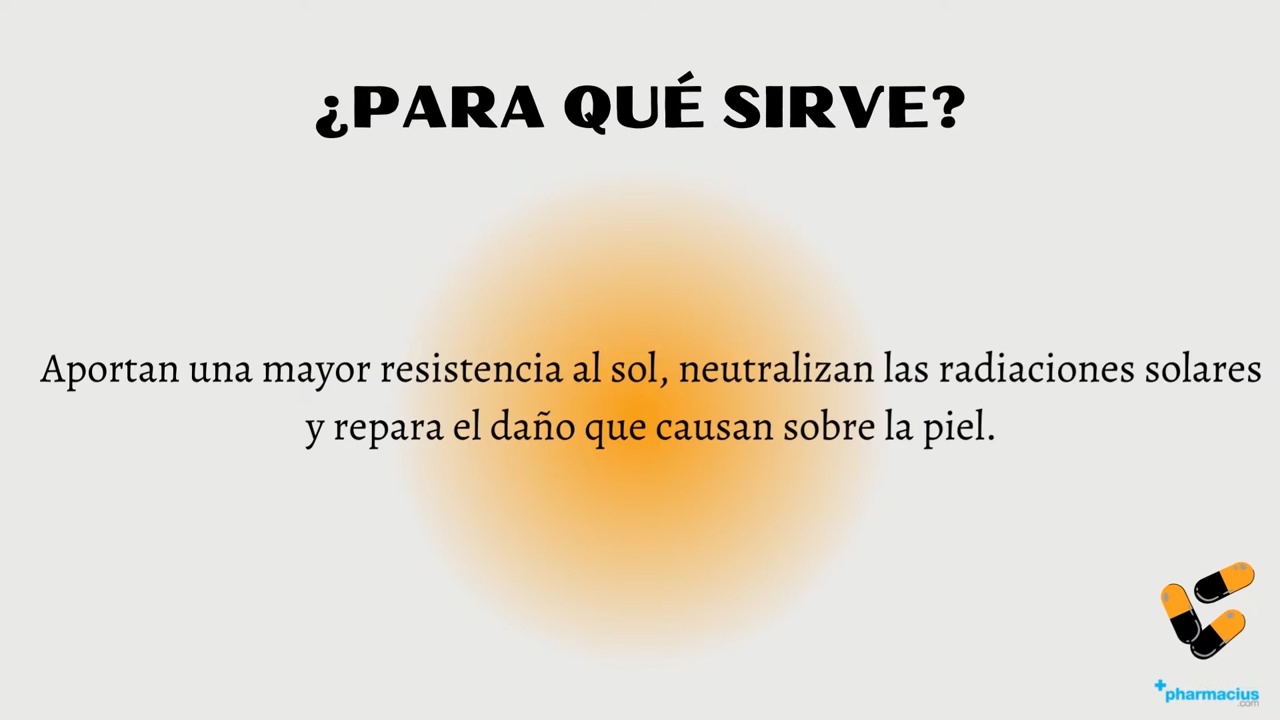 ¿PARA QUÉ SIRVE?
Aportan una mayor resistencia al sol, neutralizan las radiaciones solares
y repara el daño que causan sobre la piel.
pharmacius
.com